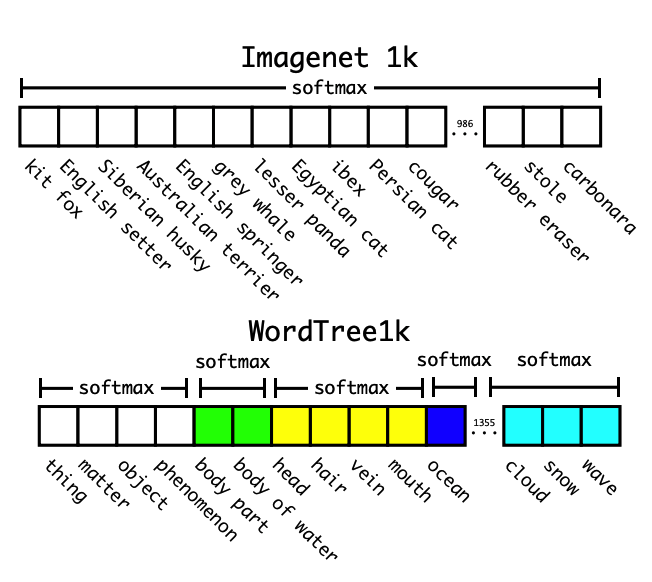 Imagenet 1k
softmax
986
kit fox
English setter
Siberian husky
Australian terrier
English springer
grey whale
lesser panda
Egyptian cat
ibex
Persian cat
cougar
rubber eraser
stole
carbonara
WordTree1k
softmax
softmax
softmax
softmax
softmax
1355
thing
matter
object
phenomenon
body part
body of water
head
hair
vein
mouth
ocean
cloud
snow
wave